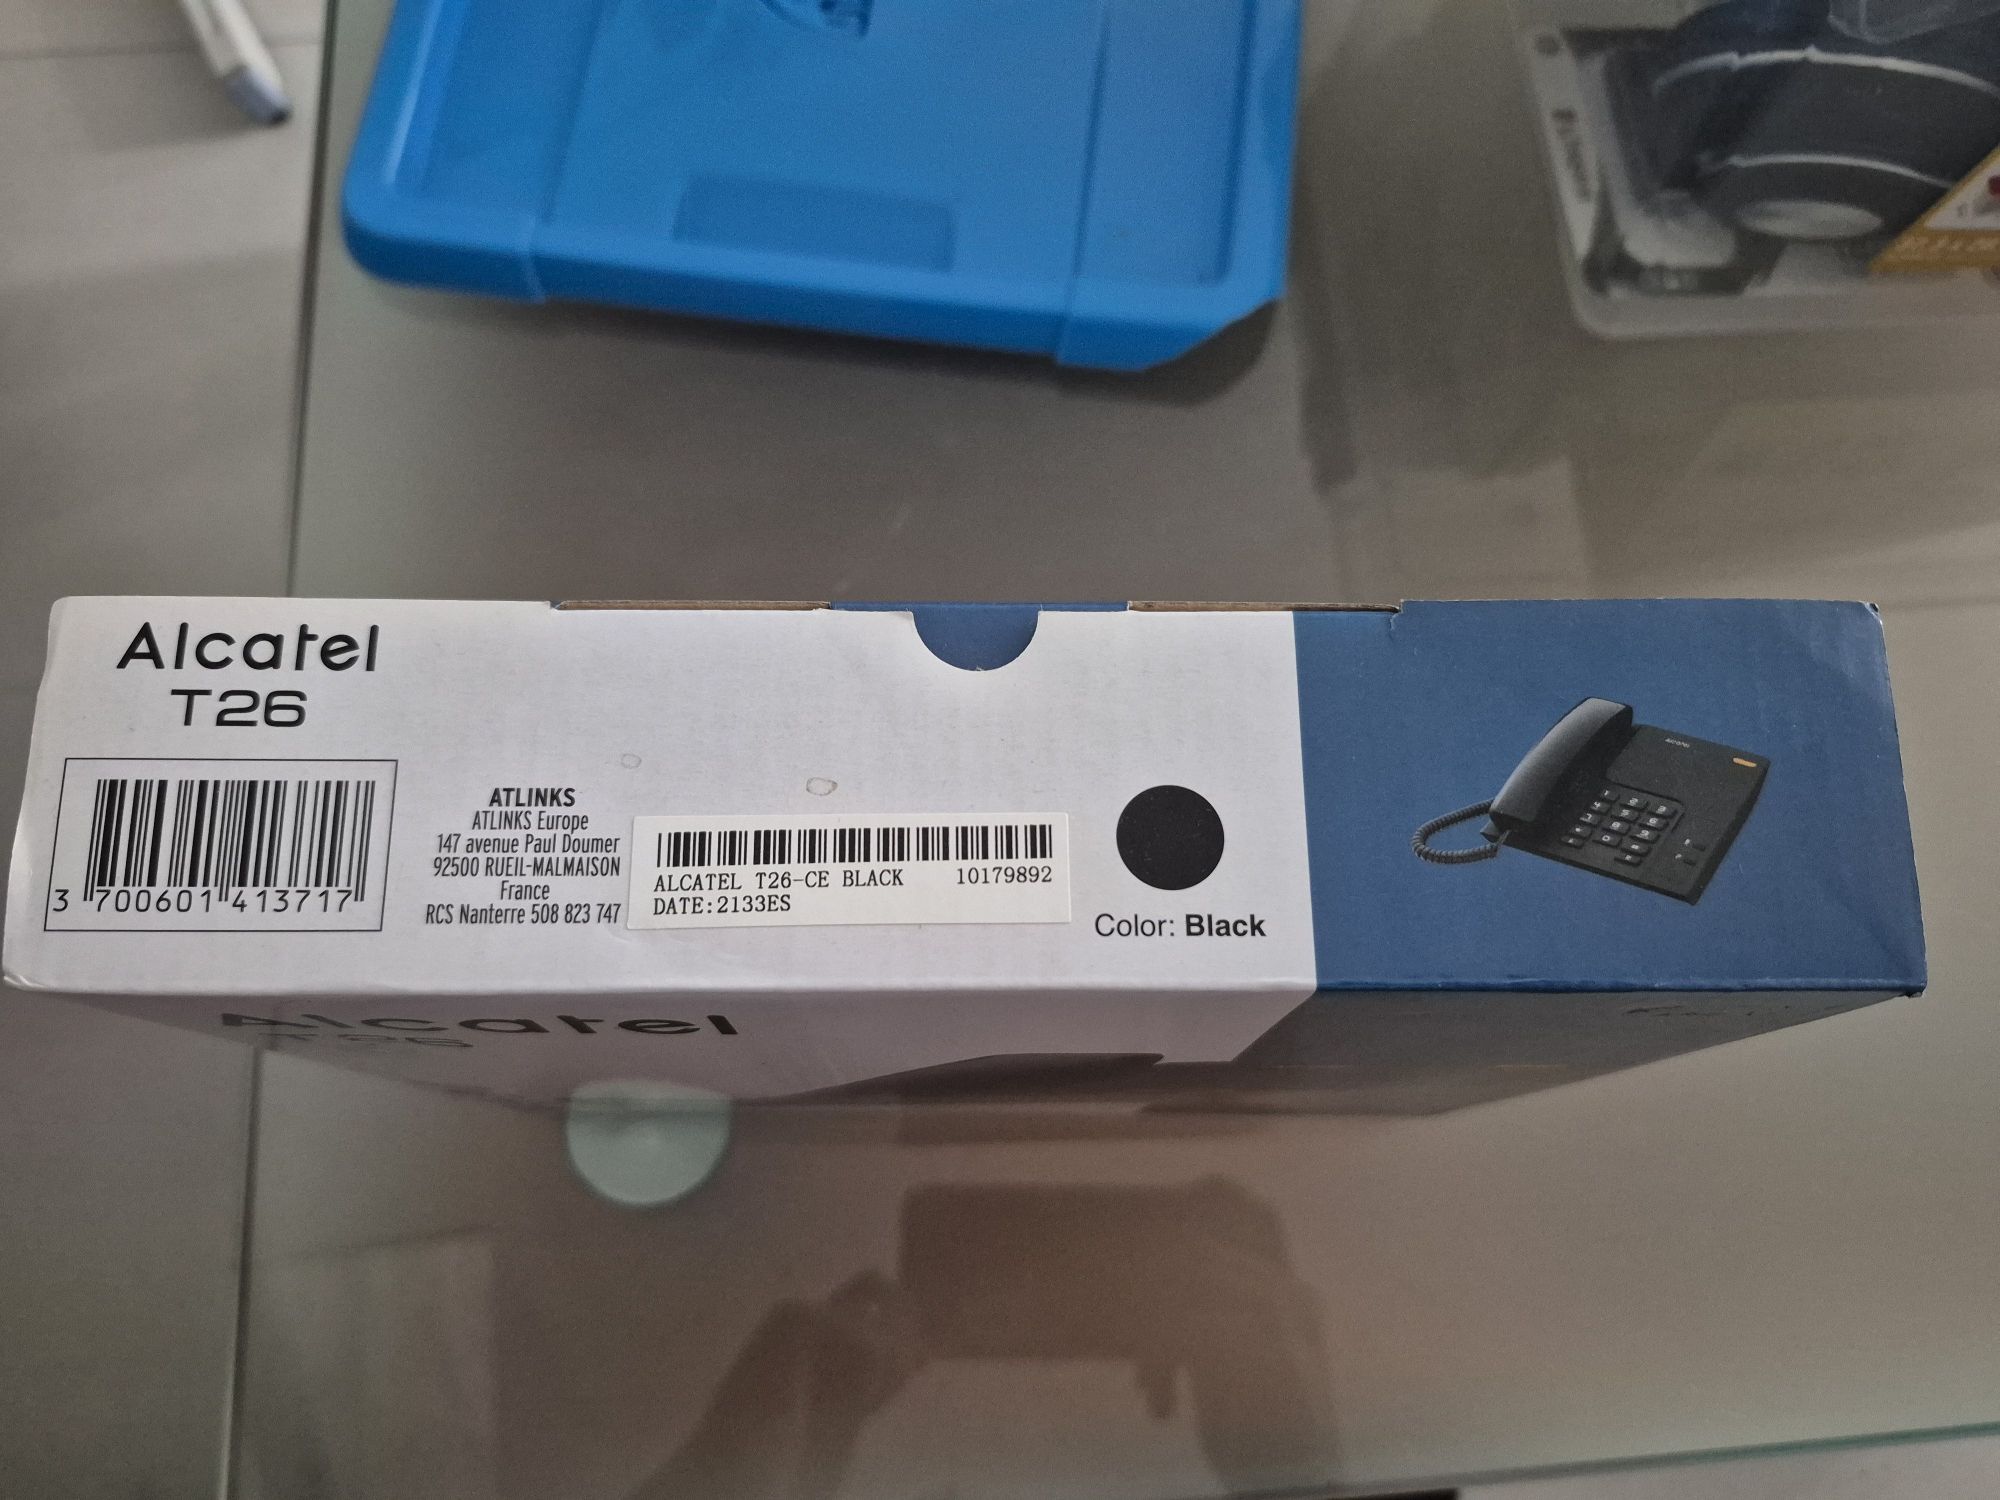 Alcatel
T26
3 700601 413717
ATLINKS
ATLINKS Europe
147 avenue Paul Doumer
92500 RUEIL-MALMAISON
France
RCS Nanterre 508 823 747
ALCATEL T26-CE BLACK 10179892
DATE:2133ES
Color: Black
Alcatel
T26